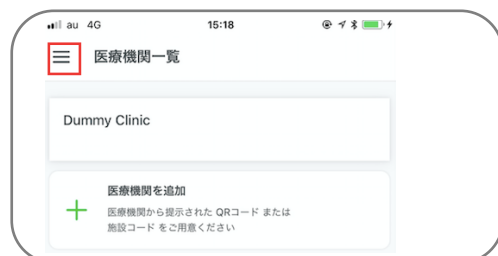 au 4G 15:18
医療機関一覧
Dummy Clinic
医療機関を追加
医療機関から提示された QRコード または
施設コード をご用意ください